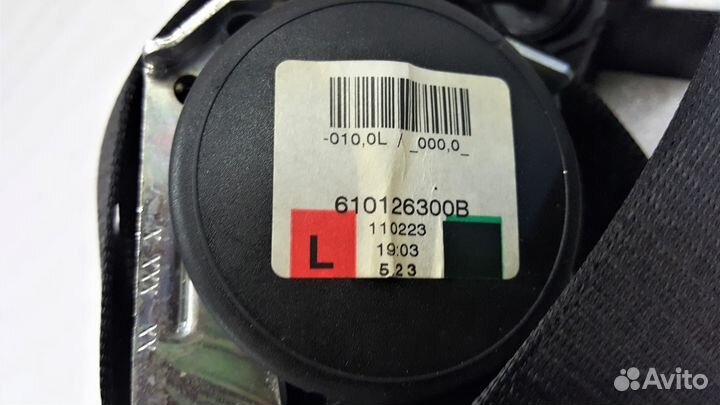 -010,0L / _000,0_
610126300B
110223
L
19:03
5,23
Avito